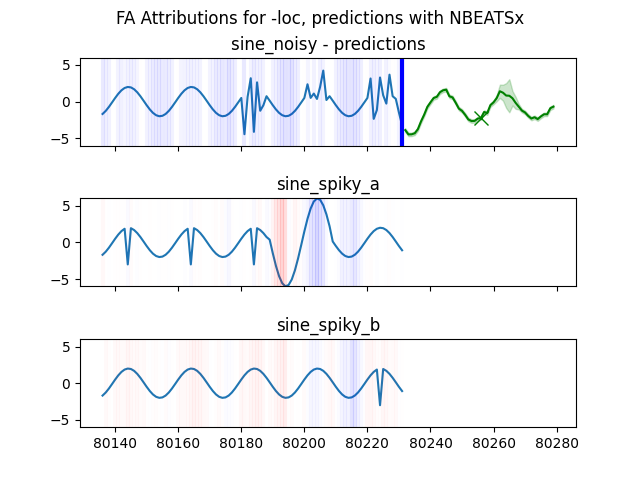 FA Attributions for -loc, predictions with NBEATSx
sine_noisy - predictions
5
0
−5
sine_spiky_a
5
0
−5
sine_spiky_b
5
0
−5
80140 80160 80180 80200 80220 80240 80260 80280